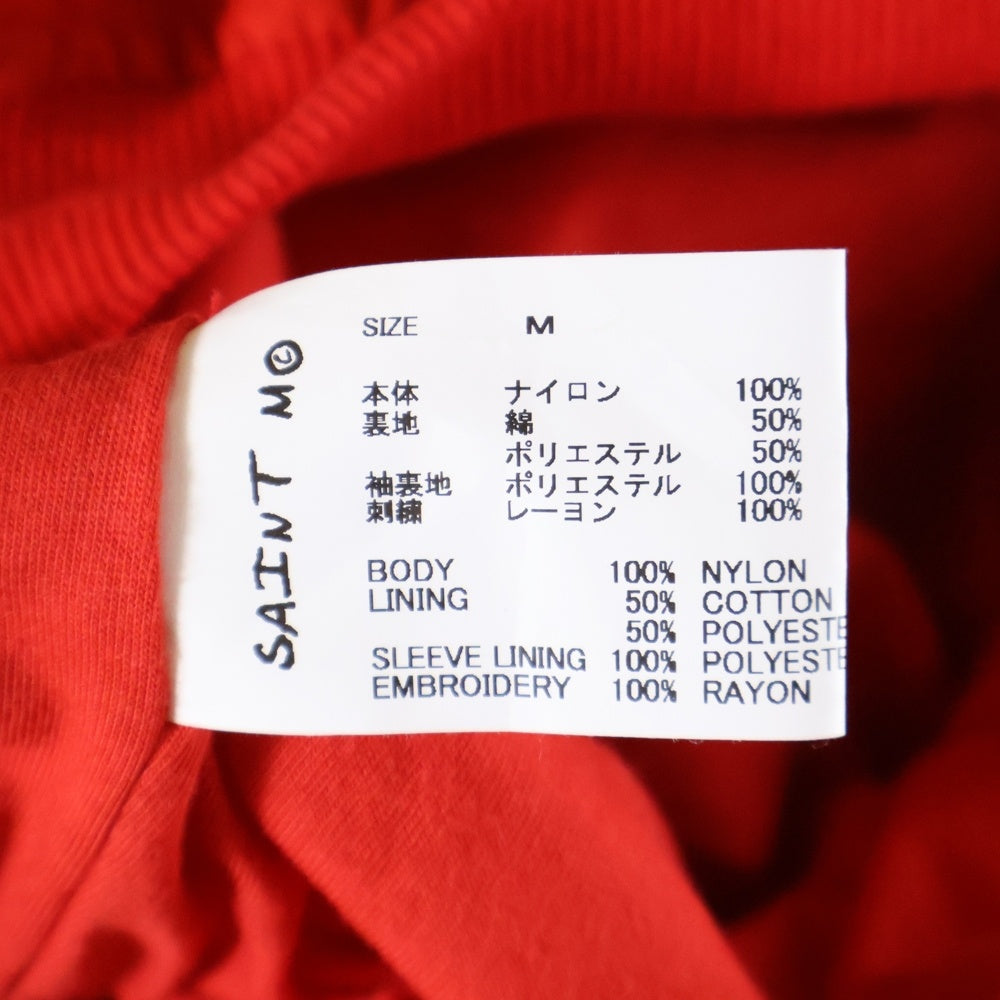 SAINT M©
SIZE M
本体 ナイロン 100%
裏地 綿 50%
ポリエステル 50%
袖裏地 ポリエステル 100%
刺繍 レーヨン 100%
BODY 100% NYLON
LINING 50% COTTON
50% POLYESTE
SLEEVE LINING 100% POLYESTE
EMBROIDERY 100% RAYON